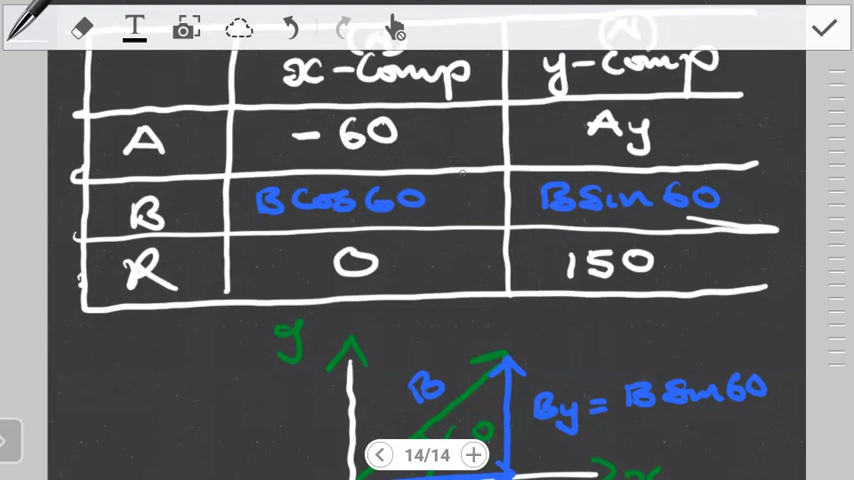 T
(N) (N)
x-Comp y-Comp
A -60 Ay
B BCos60 BSin60
R 0 150
y
B By = BSin60
60
14/14
x